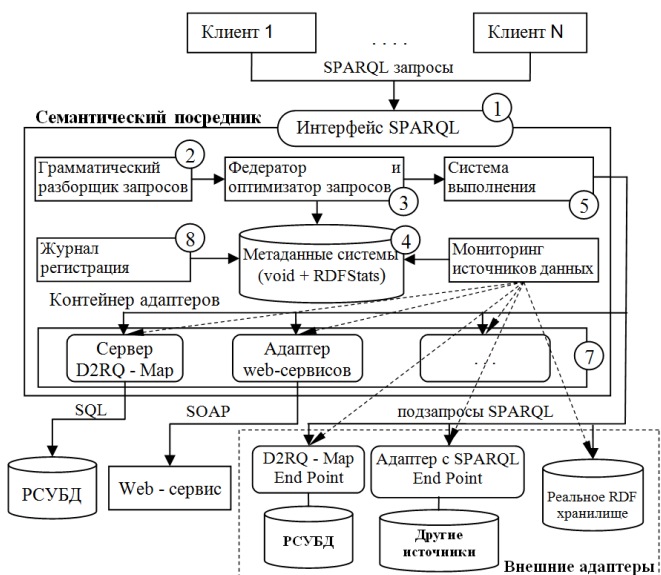 Клиент 1
. . . .
Клиент N
SPARQL запросы
Семантический посредник
1
Интерфейс SPARQL
2
Грамматический
разборщик запросов
Федератор и
оптимизатор запросов
3
Система
выполнения
5
8
Журнал
регистрация
4
Метаданные системы
(void + RDFStats)
Мониторинг
источников данных
Контейнер адаптеров
Сервер
D2RQ - Map
Адаптер
web-сервисов
. . .
7
SQL
SOAP
подзапросы SPARQL
РСУБД
Web - сервис
D2RQ - Map
End Point
Адаптер с SPARQL
End Point
Реальное RDF
хранилище
РСУБД
Другие
источники
Внешние адаптеры